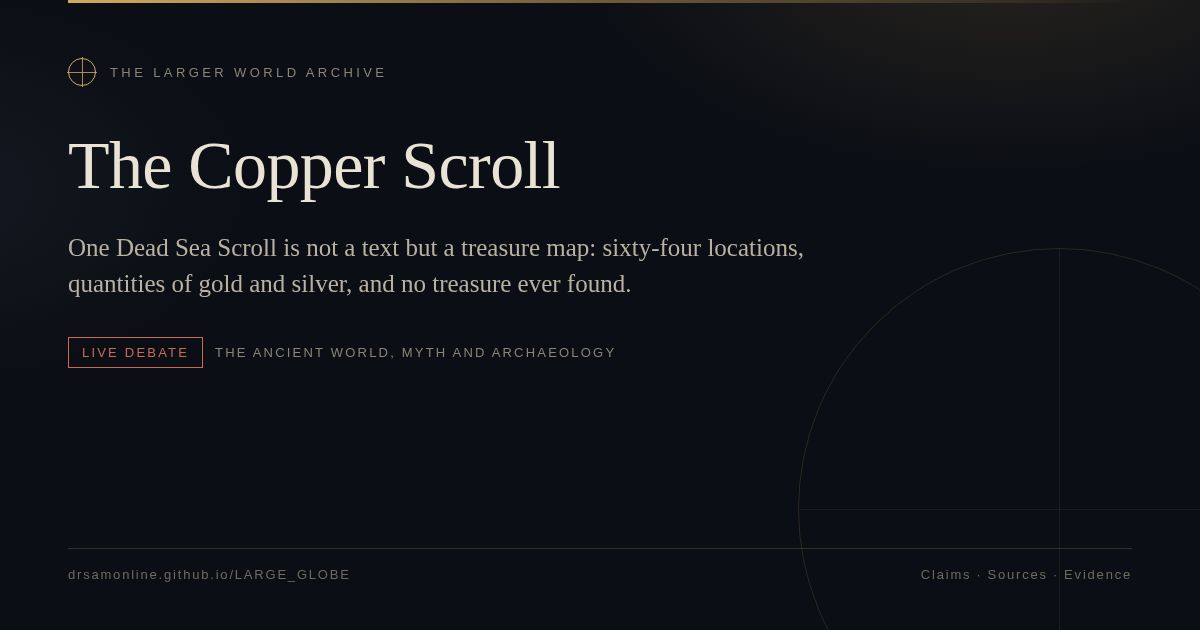 THE LARGER WORLD ARCHIVE
The Copper Scroll
One Dead Sea Scroll is not a text but a treasure map: sixty-four locations,
quantities of gold and silver, and no treasure ever found.
LIVE DEBATE
THE ANCIENT WORLD, MYTH AND ARCHAEOLOGY
drsamonline.github.io/LARGE_GLOBE
Claims · Sources · Evidence